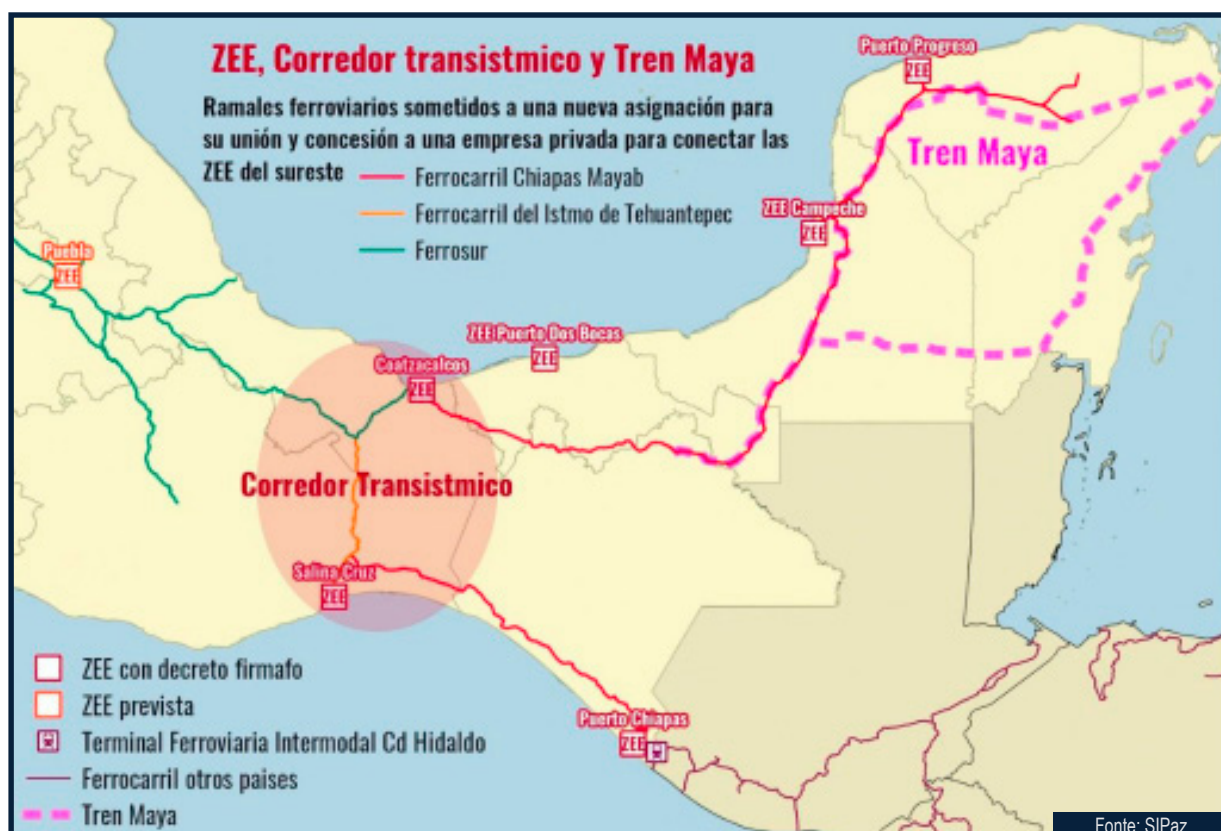 ZEE, Corredor transístmico y Tren Maya
Ramales ferroviarios sometidos a una nueva asignación para
su unión y concesión a una empresa privada para conectar las
ZEE del sureste
Ferrocarril Chiapas Mayab
Ferrocarril del Istmo de Tehuantepec
Ferrosur
Puerto Progreso
ZEE
Tren Maya
ZEE Campeche
ZEE
Puebla
ZEE
ZEE Puerto Dos Bocas
ZEE
Coatzacalcos
ZEE
Corredor Transístmico
Salina Cruz
ZEE
Puerto Chiapas
ZEE
ZEE con decreto firmafo
ZEE prevista
Terminal Ferroviaria Intermodal Cd Hidaldo
Ferrocarril otros paises
Tren Maya
Fonte: SIPaz